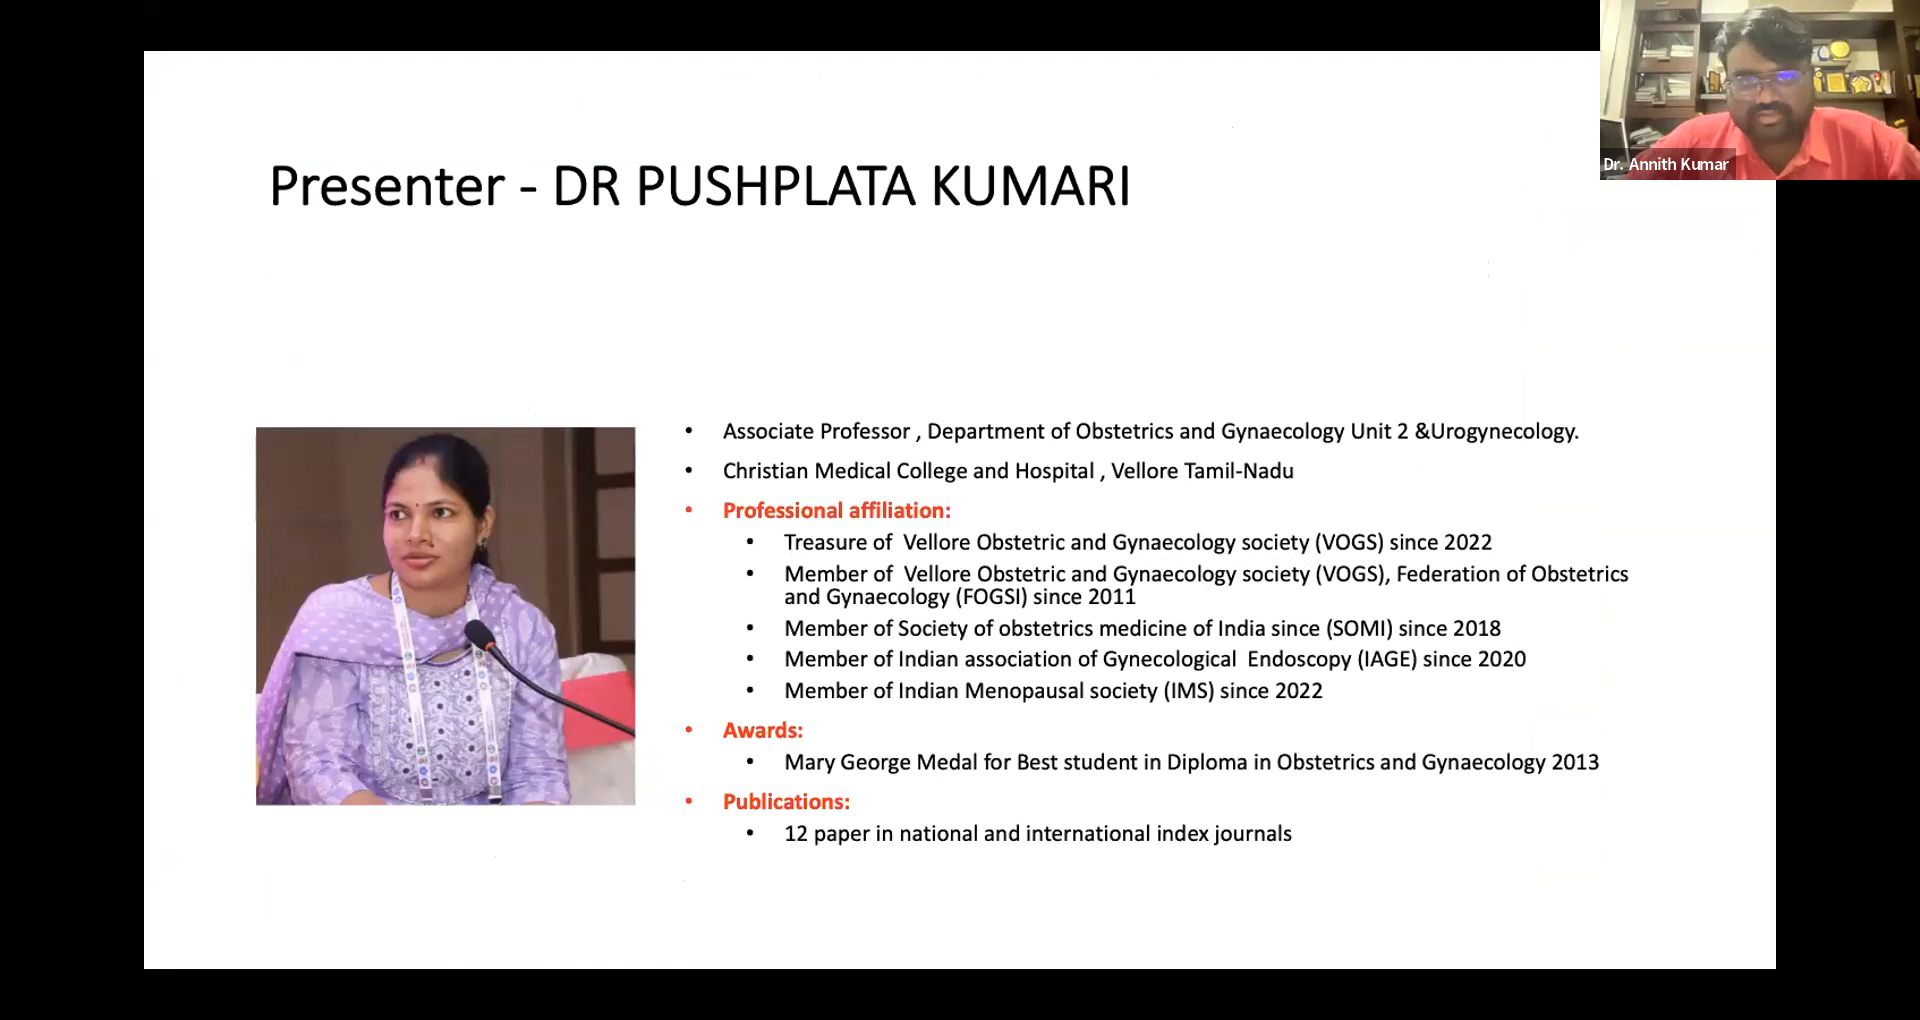 Dr. Annith Kumar
Presenter - DR PUSHPLATA KUMARI
• Associate Professor , Department of Obstetrics and Gynaecology Unit 2 &Urogynecology.
• Christian Medical College and Hospital , Vellore Tamil-Nadu
• Professional affiliation:
• Treasure of Vellore Obstetric and Gynaecology society (VOGS) since 2022
• Member of Vellore Obstetric and Gynaecology society (VOGS), Federation of Obstetrics
and Gynaecology (FOGSI) since 2011
• Member of Society of obstetrics medicine of India since (SOMI) since 2018
• Member of Indian association of Gynecological Endoscopy (IAGE) since 2020
• Member of Indian Menopausal society (IMS) since 2022
• Awards:
• Mary George Medal for Best student in Diploma in Obstetrics and Gynaecology 2013
• Publications:
• 12 paper in national and international index journals